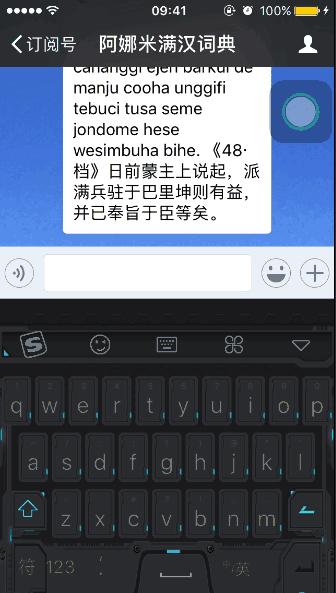 09:41
100%
订阅号
阿娜米满汉词典
cananggi ejen barkul de
manju cooha unggifi
tebuci tusa seme
jondome hese
wesimbuha bihe. 《48·
档》日前蒙主上说起，派
满兵驻于巴里坤则有益，
并已奉旨于臣等矣。
S
q w e r t y u i o p
a s d f g h j k l
z x c v b n m
符 123 中/英